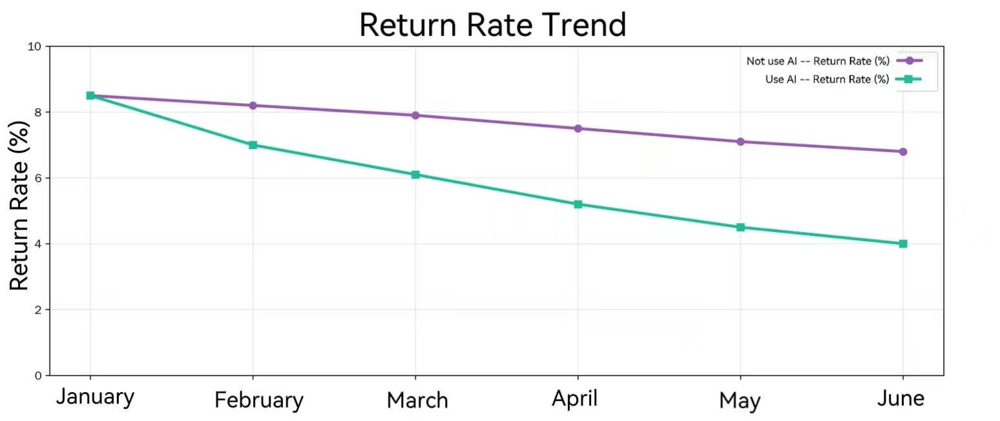 Return Rate Trend
Not use AI -- Return Rate (%)
Use AI -- Return Rate (%)
Return Rate (%)
10
8
6
4
2
0
January February March April May June